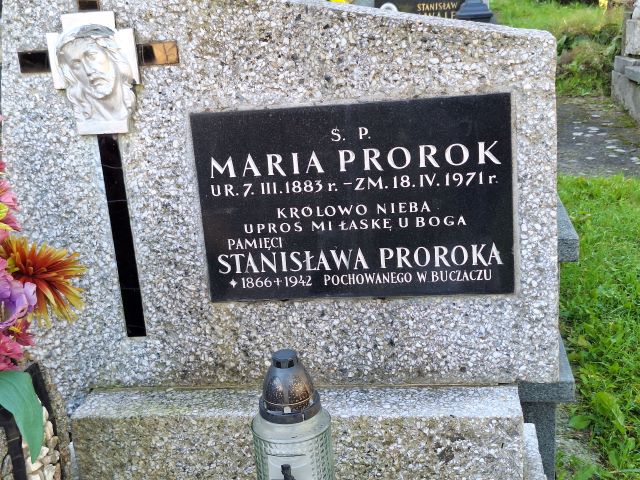 STANISŁAW
Ś. P.
MARIA PROROK
UR. 7. III. 1883 r. – ZM. 18. IV. 1971 r.
KRÓLOWO NIEBA
UPROŚ MI ŁASKĘ U BOGA
PAMIĘCI
STANISŁAWA PROROKA
* 1866 + 1942 POCHOWANEGO W BUCZACZU